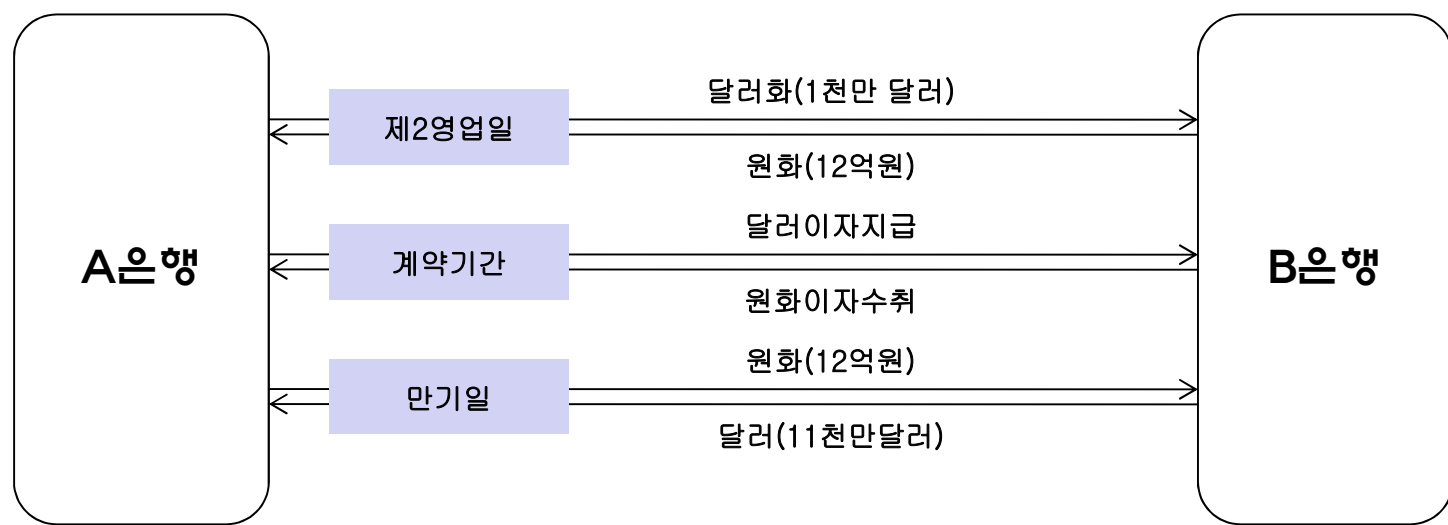 달러화(1천만 달러)
제2영업일
원화(12억원)
달러이자지급
A은행
계약기간
B은행
원화이자수취
원화(12억원)
만기일
달러(11천만달러)